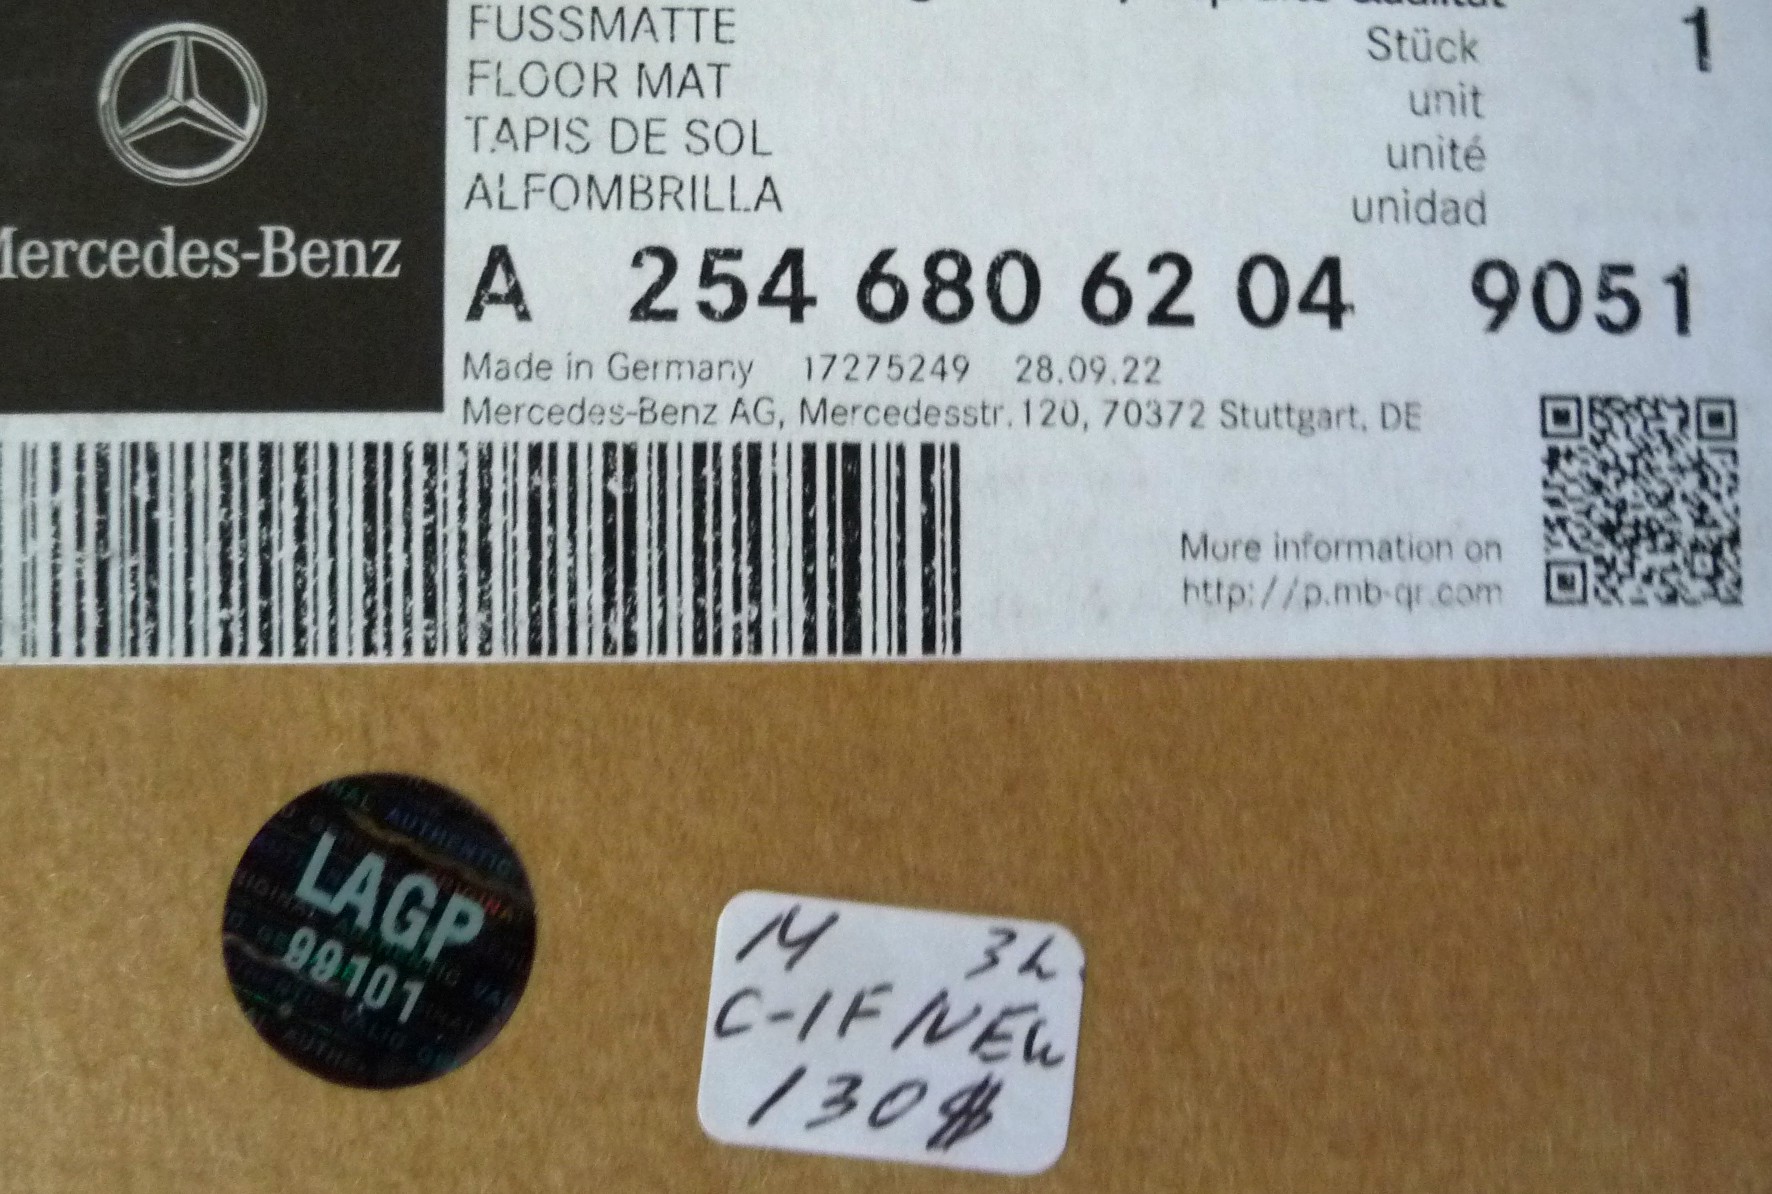 Qualität
FUSSMATTE
Stück 1
FLOOR MAT
unit
TAPIS DE SOL
unité
ALFOMBRILLA
unidad
Mercedes-Benz
A 254 680 62 04 9051
Made in Germany 17275249 28.09.22
Mercedes-Benz AG, Mercedesstr.120, 70372 Stuttgart, DE
More information on
http://p.mb-qr.com
AUTHENTIC
LAGP
99101
M
C-1F NEW
130$